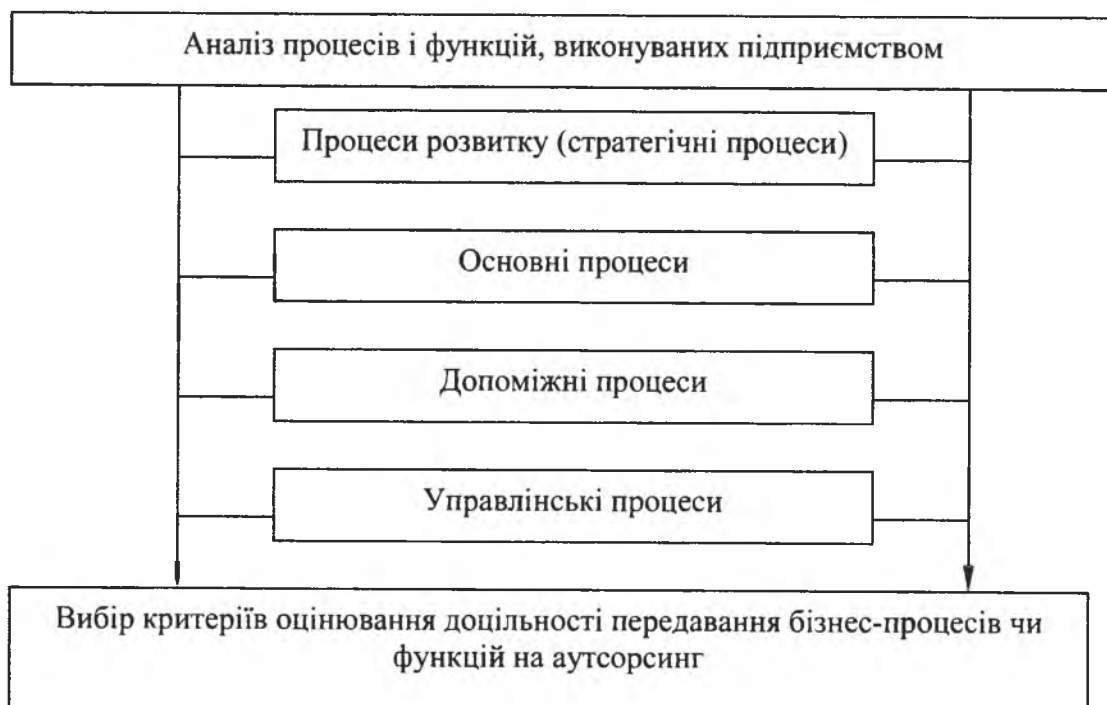 Аналіз процесів і функцій, виконуваних підприємством
Процеси розвитку (стратегічні процеси)
Основні процеси
Допоміжні процеси
Управлінські процеси
Вибір критеріїв оцінювання доцільності передавання бізнес-процесів чи
функцій на аутсорсинг